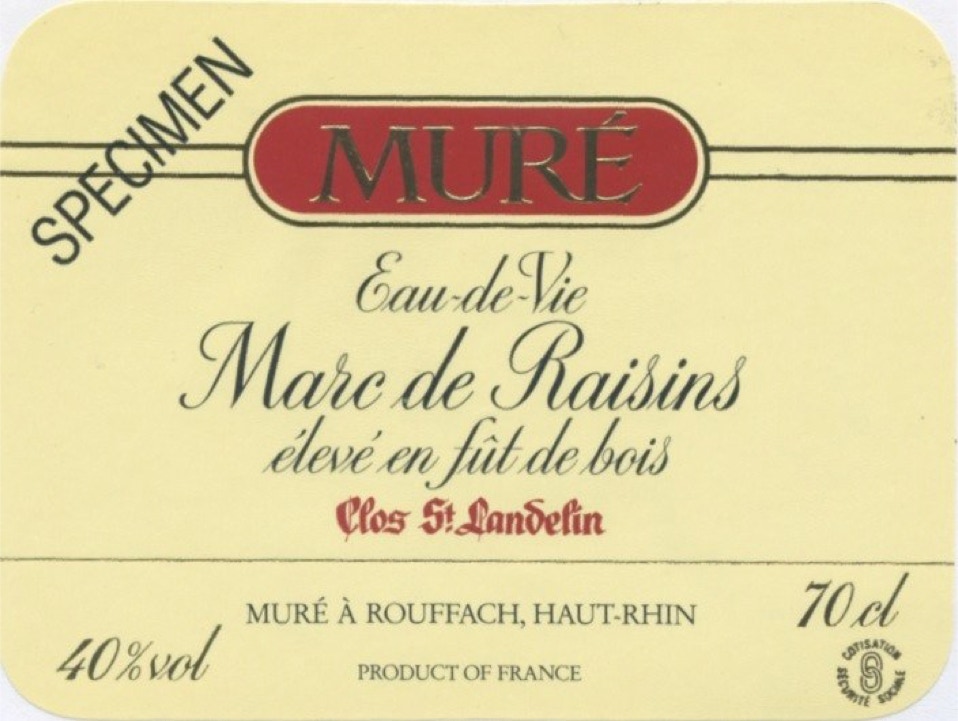 SPECIMEN
MURÉ
Eau-de-Vie
Marc de Raisins
élevé en fût de bois
Clos St. Landelin
MURÉ À ROUFFACH, HAUT-RHIN
70 cl
40% vol
PRODUCT OF FRANCE
COTISATION
SÉCURITÉ SOCIALE